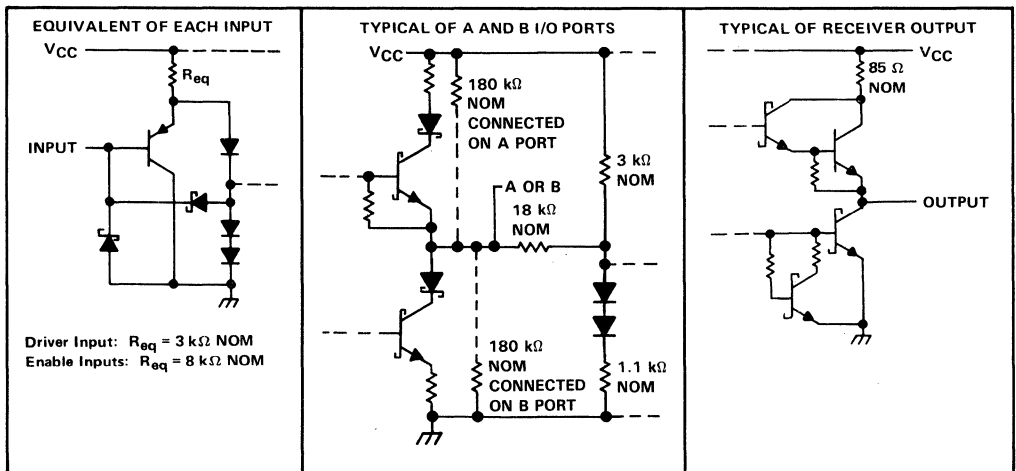 EQUIVALENT OF EACH INPUT
VCC
Req
INPUT
Driver Input: Req = 3 kΩ NOM
Enable Inputs: Req = 8 kΩ NOM
TYPICAL OF A AND B I/O PORTS
VCC
180 kΩ
NOM
CONNECTED
ON A PORT
3 kΩ
NOM
A OR B
18 kΩ
NOM
180 kΩ
NOM
CONNECTED
ON B PORT
1.1 kΩ
NOM
TYPICAL OF RECEIVER OUTPUT
VCC
85 Ω
NOM
OUTPUT